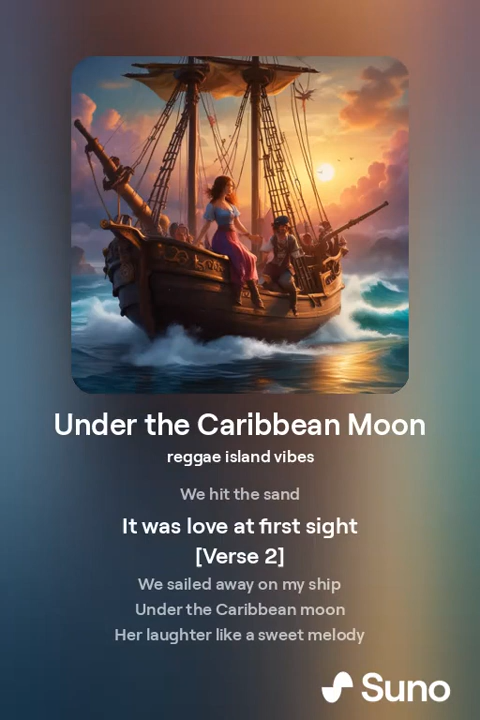 Under the Caribbean Moon
reggae island vibes
We hit the sand
It was love at first sight
[Verse 2]
We sailed away on my ship
Under the Caribbean moon
Her laughter like a sweet melody
Suno